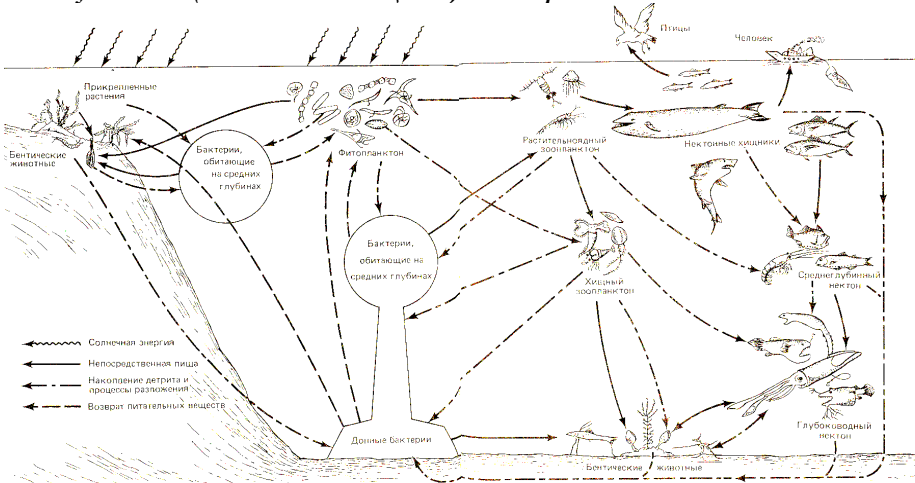 Птицы
Человек
Прикрепленные
растения
Бентические
животные
Бактерии,
обитающие
на средних
глубинах
Фитопланктон
Растительноядный
зоопланктон
Нектонные хищники
Бактерии,
обитающие на
средних глубинах
Хищный
зоопланктон
Среднеглубинный
нектон
Солнечная энергия
Непосредственная пища
Накопление детрита и
процессы разложения
Возврат питательных веществ
Донные бактерии
Бентические животные
Глубоководный
нектон